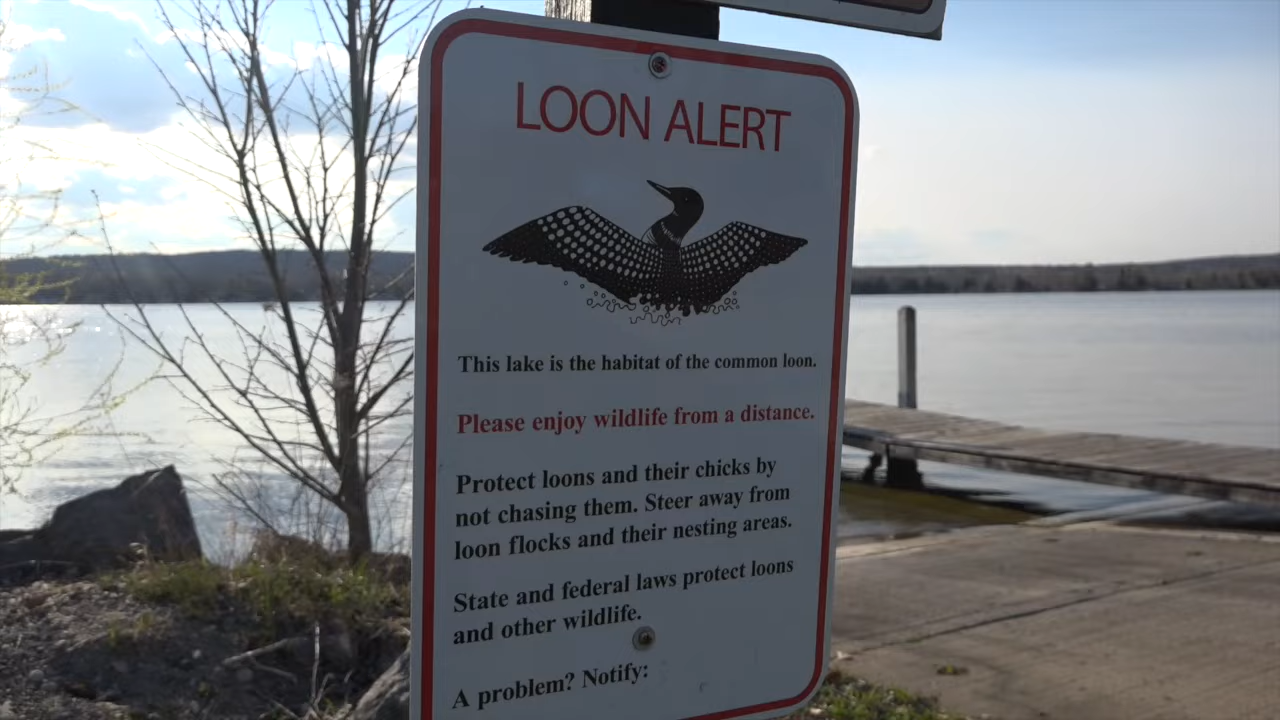 LOON ALERT
This lake is the habitat of the common loon.
Please enjoy wildlife from a distance.
Protect loons and their chicks by
not chasing them. Steer away from
loon flocks and their nesting areas.
State and federal laws protect loons
and other wildlife.
A problem? Notify: